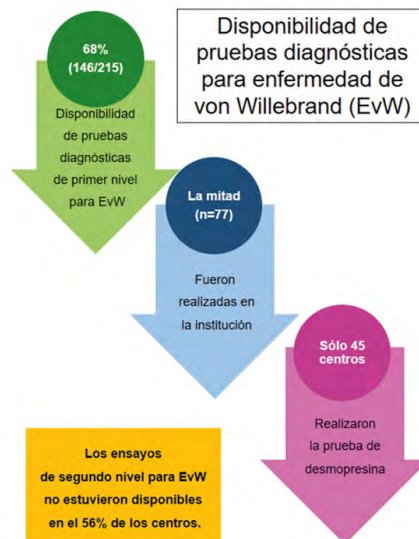 Disponibilidad de
pruebas diagnósticas
para enfermedad de
von Willebrand (EvW)
68%
(146/215)
Disponibilidad
de pruebas
diagnósticas
de primer nivel
para EvW
La mitad
(n=77)
Fueron
realizadas en
la institución
Sólo 45
centros
Realizaron
la prueba de
desmopresina
Los ensayos
de segundo nivel para EvW
no estuvieron disponibles
en el 56% de los centros.